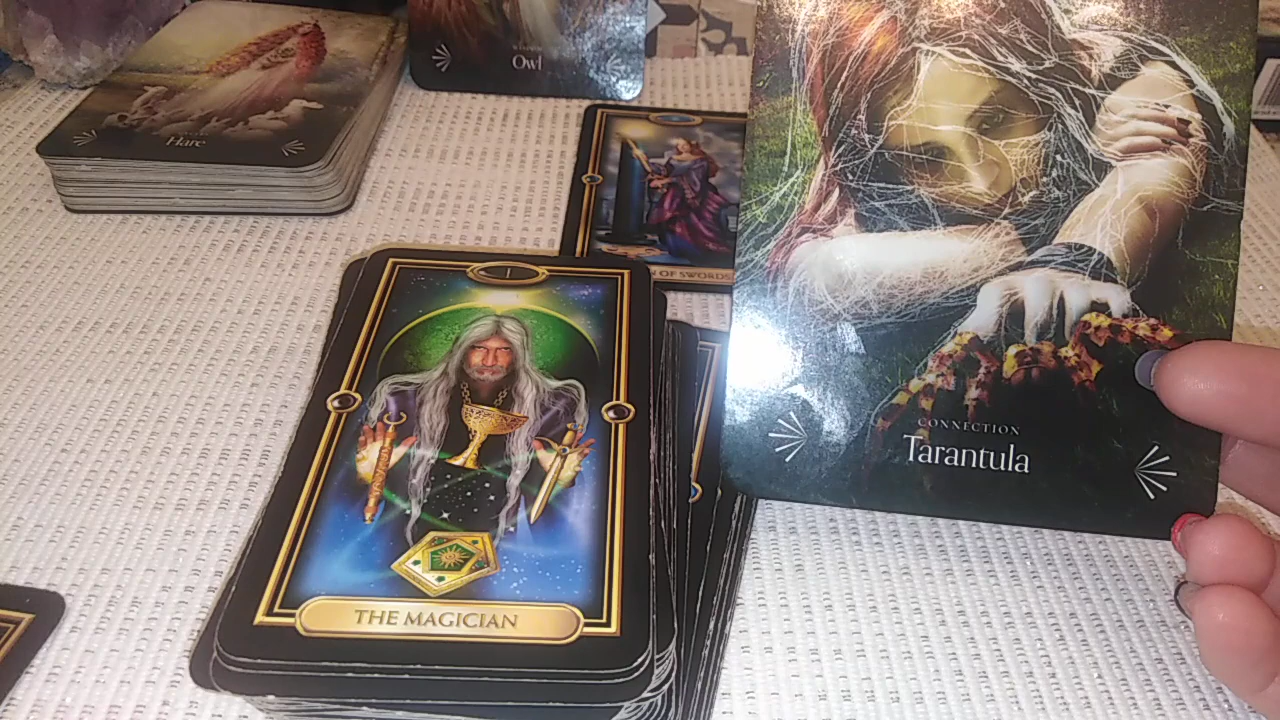 Owl
Hare
N OF SWORDS
I
THE MAGICIAN
CONNECTION
Tarantula